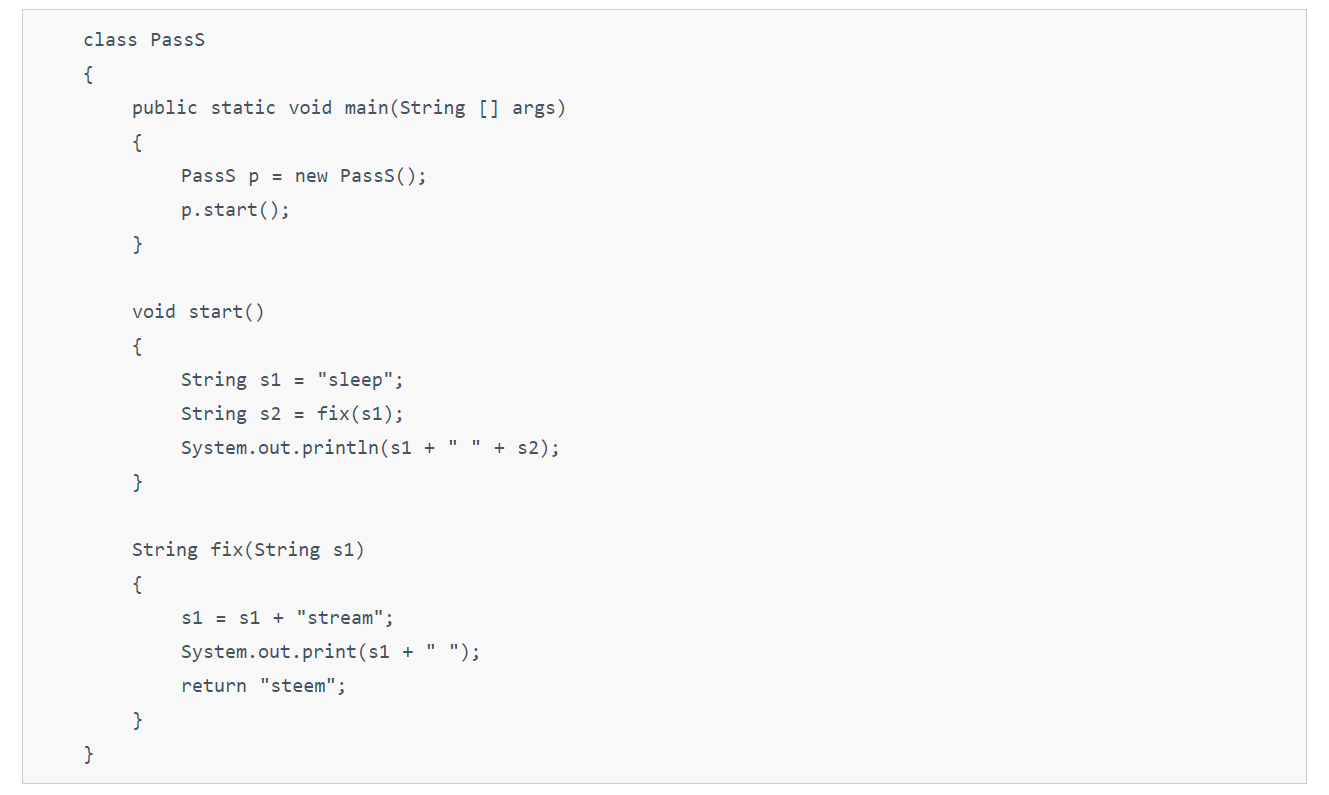 class PassS
{
    public static void main(String [] args)
    {
        PassS p = new PassS();
        p.start();
    }

    void start()
    {
        String s1 = "sleep";
        String s2 = fix(s1);
        System.out.println(s1 + " " + s2);
    }

    String fix(String s1)
    {
        s1 = s1 + "stream";
        System.out.print(s1 + " ");
        return "steem";
    }
}